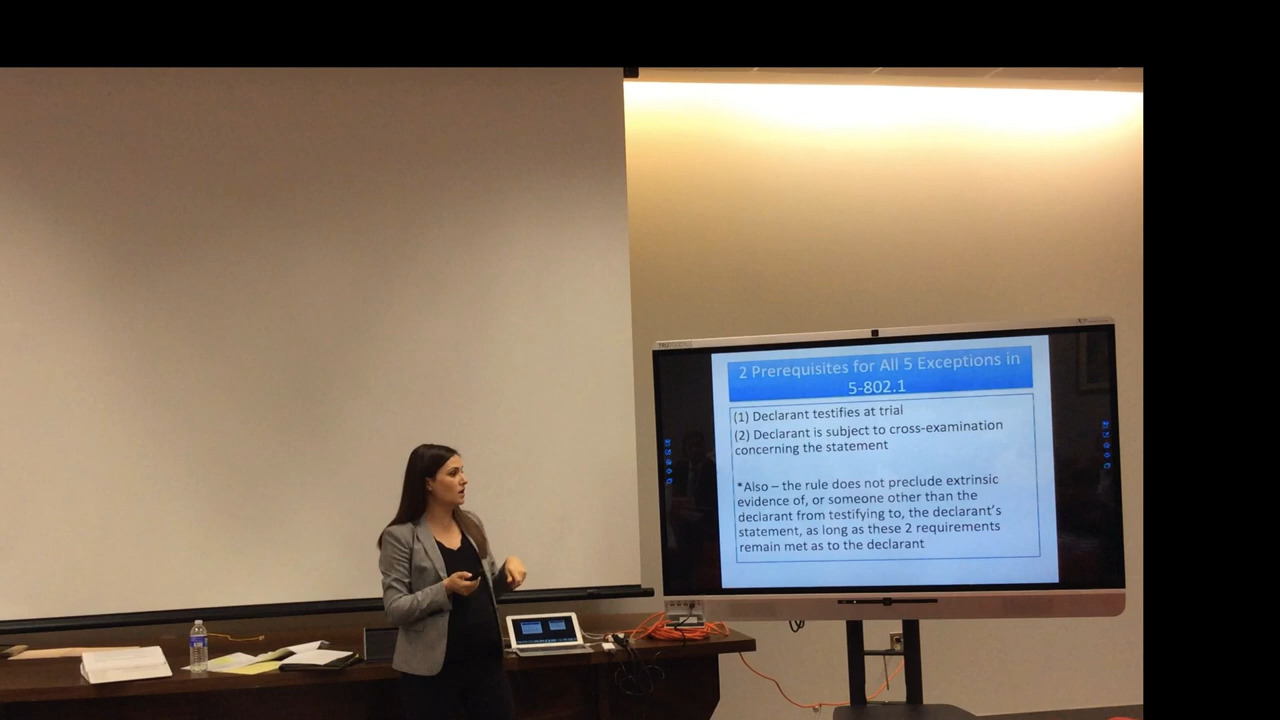 2 Prerequisites for All 5 Exceptions in
5-802.1
(1) Declarant testifies at trial
(2) Declarant is subject to cross-examination
concerning the statement
*Also – the rule does not preclude extrinsic
evidence of, or someone other than the
declarant from testifying to, the declarant's
statement, as long as these 2 requirements
remain met as to the declarant